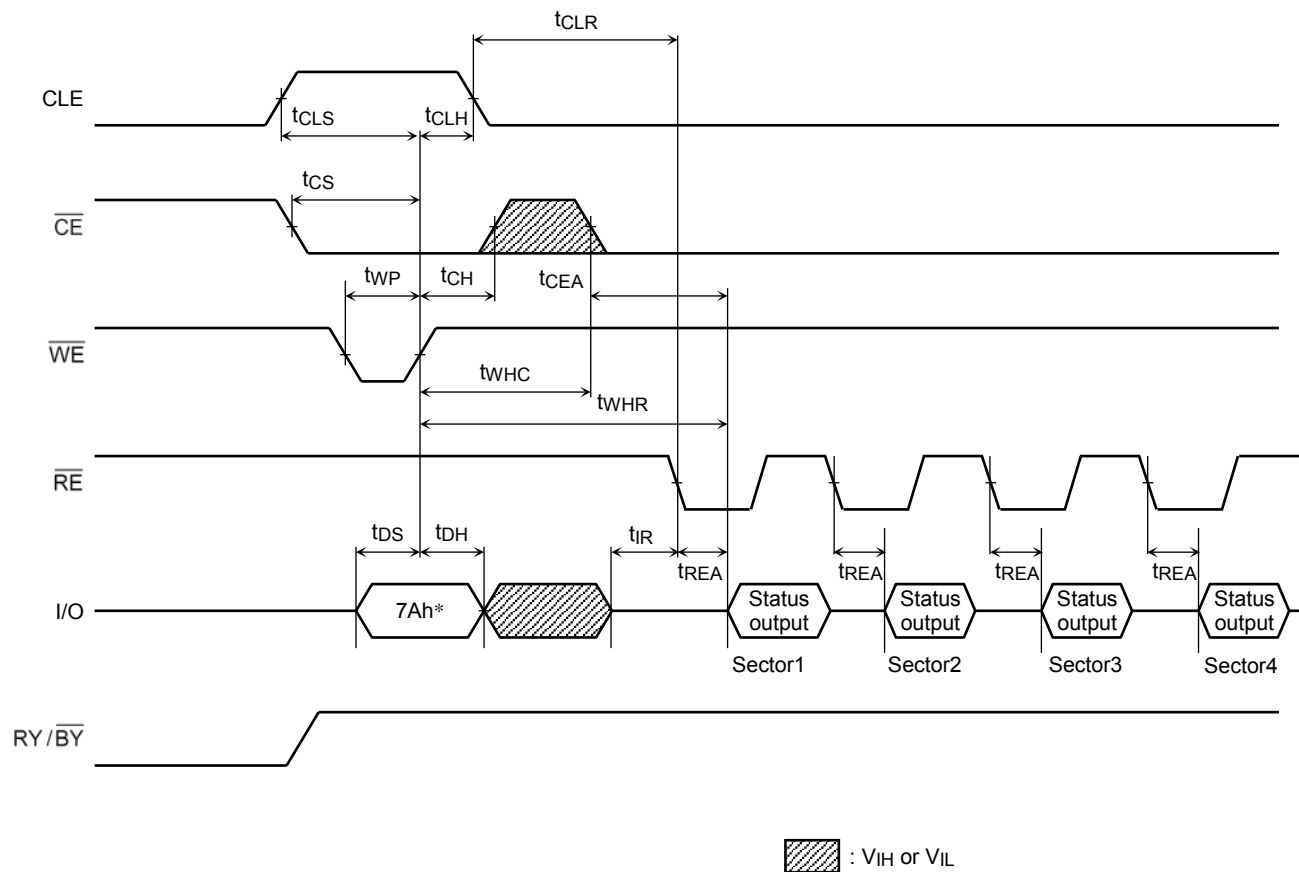 tCLR
CLE
tCLS
tCLH
tCS
CE
tWP
tCH
tCEA
WE
tWHC
tWHR
RE
tDS
tDH
tIR
tREA
tREA
tREA
tREA
I/O
7Ah*
Status output
Status output
Status output
Status output
Sector1
Sector2
Sector3
Sector4
RY/BY
: VIH or VIL